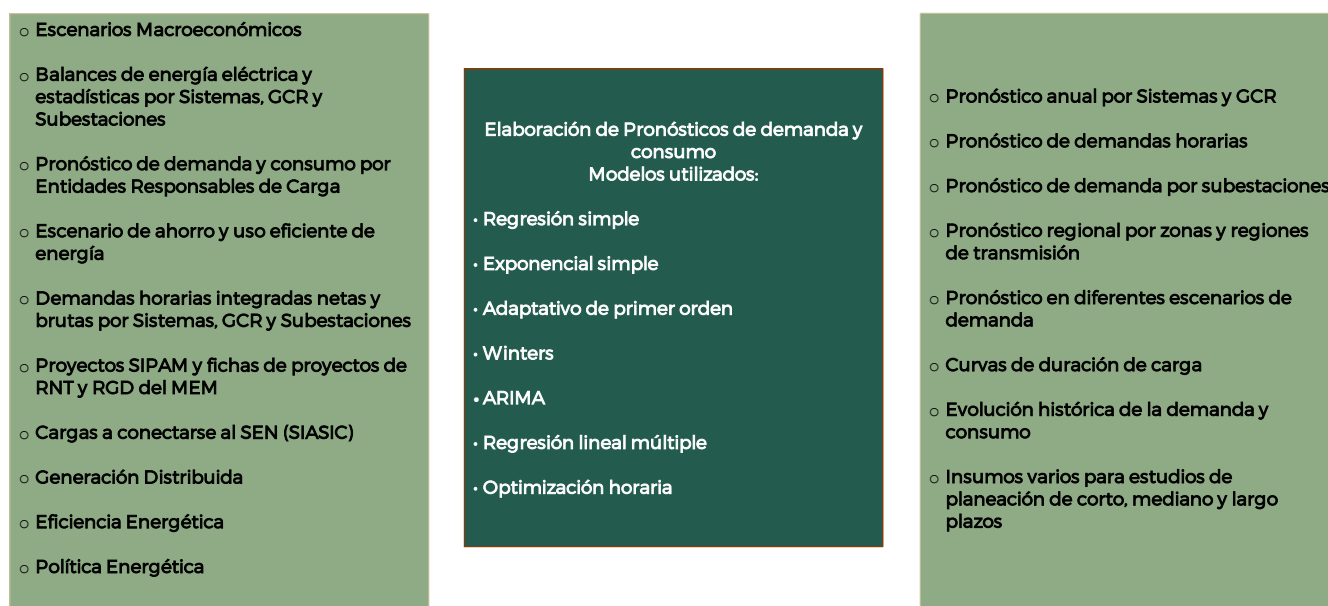 ○ Escenarios Macroeconómicos
○ Balances de energía eléctrica y
estadísticas por Sistemas, GCR y
Subestaciones
○ Pronóstico de demanda y consumo por
Entidades Responsables de Carga
○ Escenario de ahorro y uso eficiente de
energía
○ Demandas horarias integradas netas y
brutas por Sistemas, GCR y Subestaciones
○ Proyectos SIPAM y fichas de proyectos de
RNT y RGD del MEM
○ Cargas a conectarse al SEN (SIASIC)
○ Generación Distribuida
○ Eficiencia Energética
○ Política Energética
Elaboración de Pronósticos de demanda y
consumo
Modelos utilizados:
• Regresión simple
• Exponencial simple
• Adaptativo de primer orden
• Winters
• ARIMA
• Regresión lineal múltiple
• Optimización horaria
○ Pronóstico anual por Sistemas y GCR
○ Pronóstico de demandas horarias
○ Pronóstico de demanda por subestaciones
○ Pronóstico regional por zonas y regiones
de transmisión
○ Pronóstico en diferentes escenarios de
demanda
○ Curvas de duración de carga
○ Evolución histórica de la demanda y
consumo
○ Insumos varios para estudios de
planeación de corto, mediano y largo
plazos